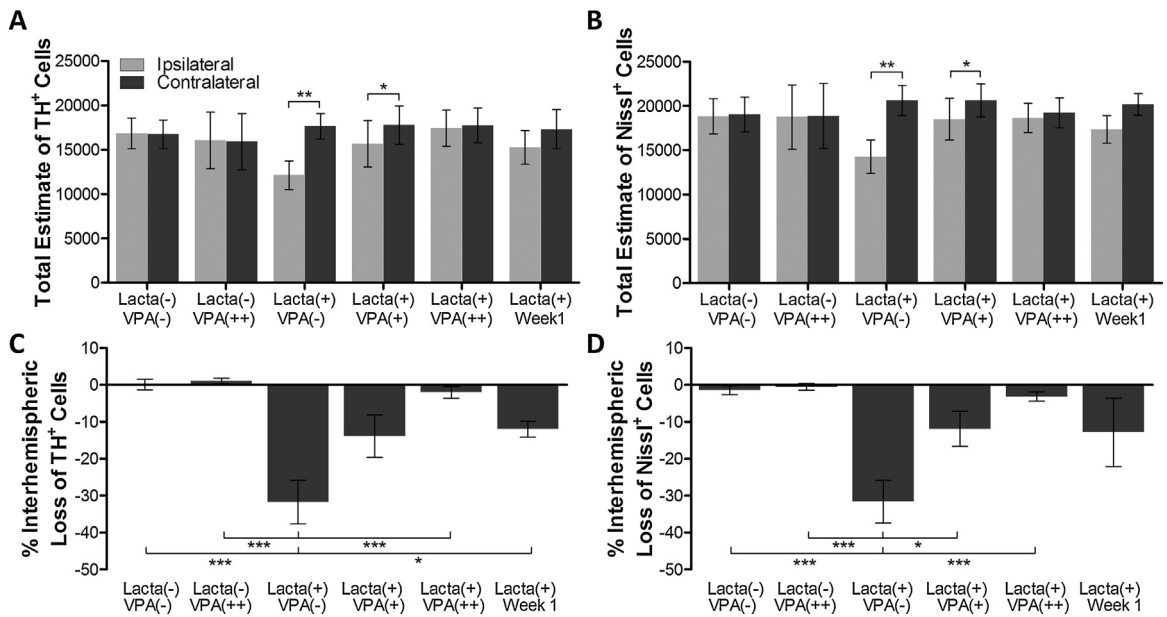 A
Total Estimate of TH+ Cells
25000
20000
15000
10000
5000
0
Ipsilateral
Contralateral
** *
Lacta(-) Lacta(-) Lacta(+) Lacta(+) Lacta(+) Lacta(+)
VPA(-) VPA(++) VPA(-) VPA(+) VPA(++) Week1
B
Total Estimate of Nissl+ Cells
25000
20000
15000
10000
5000
0
** *
Lacta(-) Lacta(-) Lacta(+) Lacta(+) Lacta(+) Lacta(+)
VPA(-) VPA(++) VPA(-) VPA(+) VPA(++) Week1
C
% Interhemispheric
Loss of TH+ Cells
10
0
-10
-20
-30
-40
-50
*** ***
*** *
Lacta(-) Lacta(-) Lacta(+) Lacta(+) Lacta(+) Lacta(+)
VPA(-) VPA(++) VPA(-) VPA(+) VPA(++) Week 1
D
% Interhemispheric
Loss of Nissl+ Cells
10
0
-10
-20
-30
-40
-50
*** *
*** ***
Lacta(-) Lacta(-) Lacta(+) Lacta(+) Lacta(+) Lacta(+)
VPA(-) VPA(++) VPA(-) VPA(+) VPA(++) Week 1